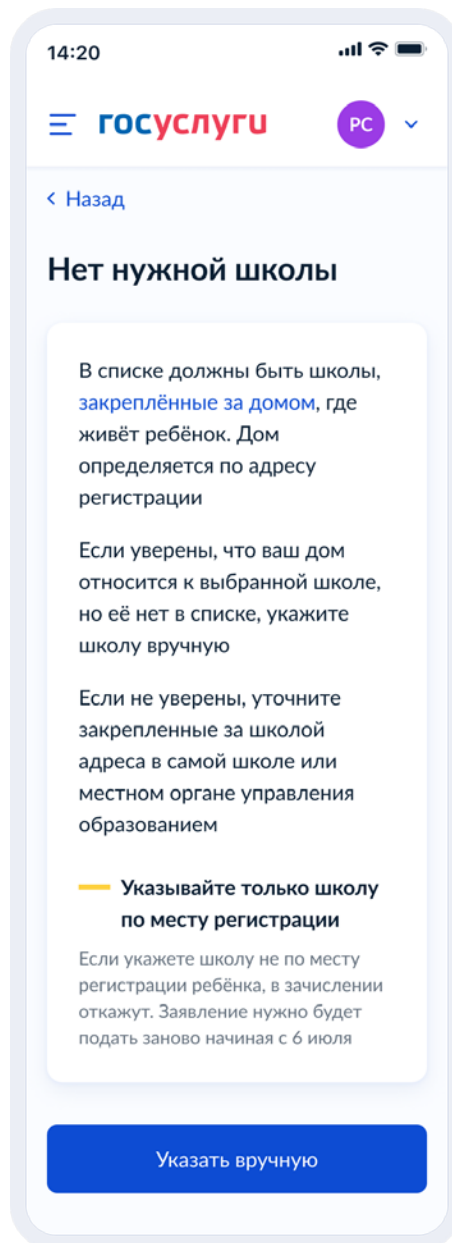 14:20
госуслуги
РС
Назад
Нет нужной школы
В списке должны быть школы,
закреплённые за домом, где
живёт ребёнок. Дом
определяется по адресу
регистрации
Если уверены, что ваш дом
относится к выбранной школе,
но её нет в списке, укажите
школу вручную
Если не уверены, уточните
закрепленные за школой
адреса в самой школе или
местном органе управления
образованием
Указывайте только школу
по месту регистрации
Если укажете школу не по месту
регистрации ребёнка, в зачислении
откажут. Заявление нужно будет
подать заново начиная с 6 июля
Указать вручную